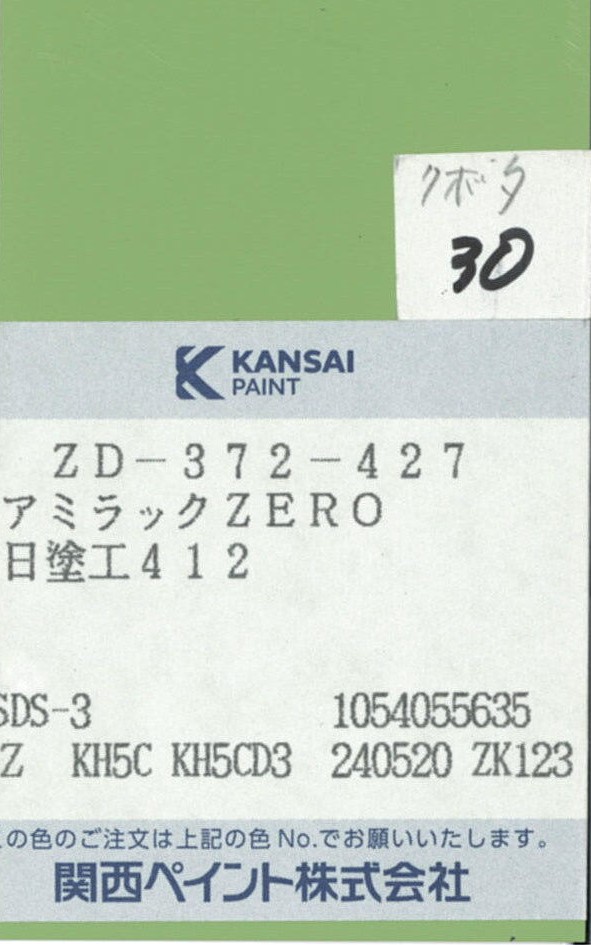 クボタ
30
KANSAI
PAINT
ZD-372-427
アミラックZERO
日塗工412
SDS-3 1054055635
Z KH5C KH5CD3 240520 ZK123
の色のご注文は上記の色No.でお願いいたします。
関西ペイント株式会社